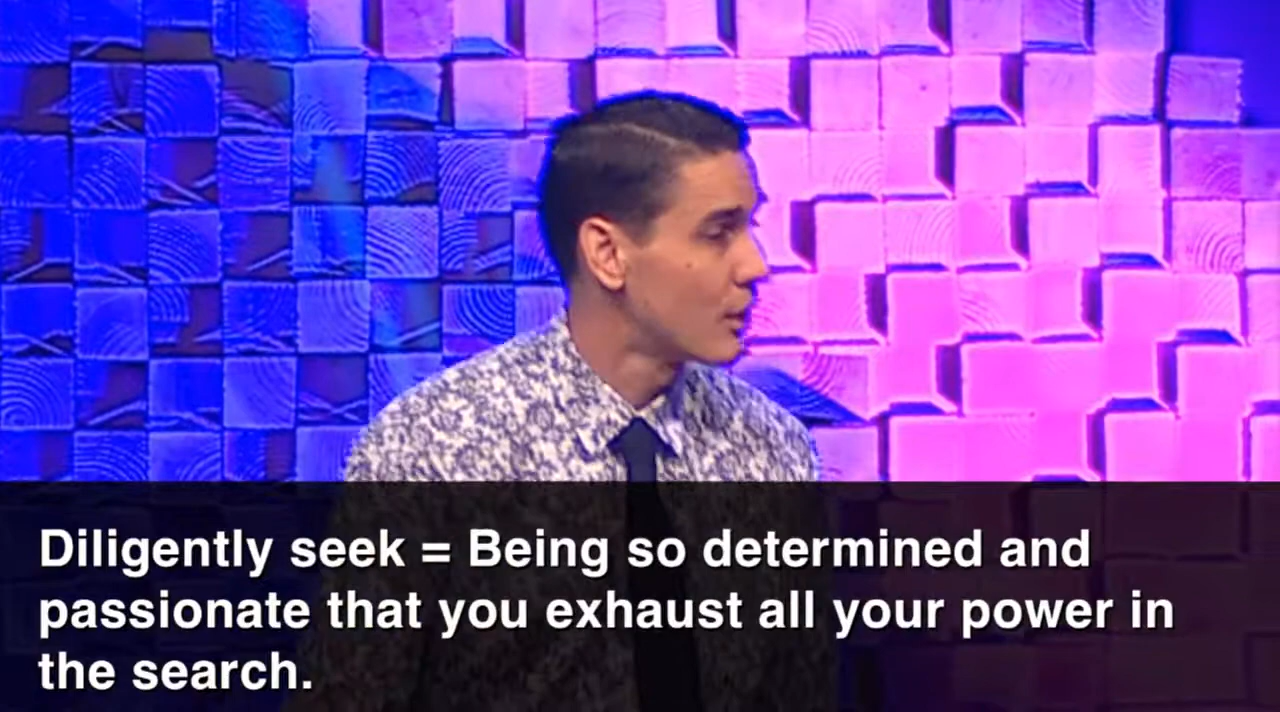 Diligently seek = Being so determined and
passionate that you exhaust all your power in
the search.